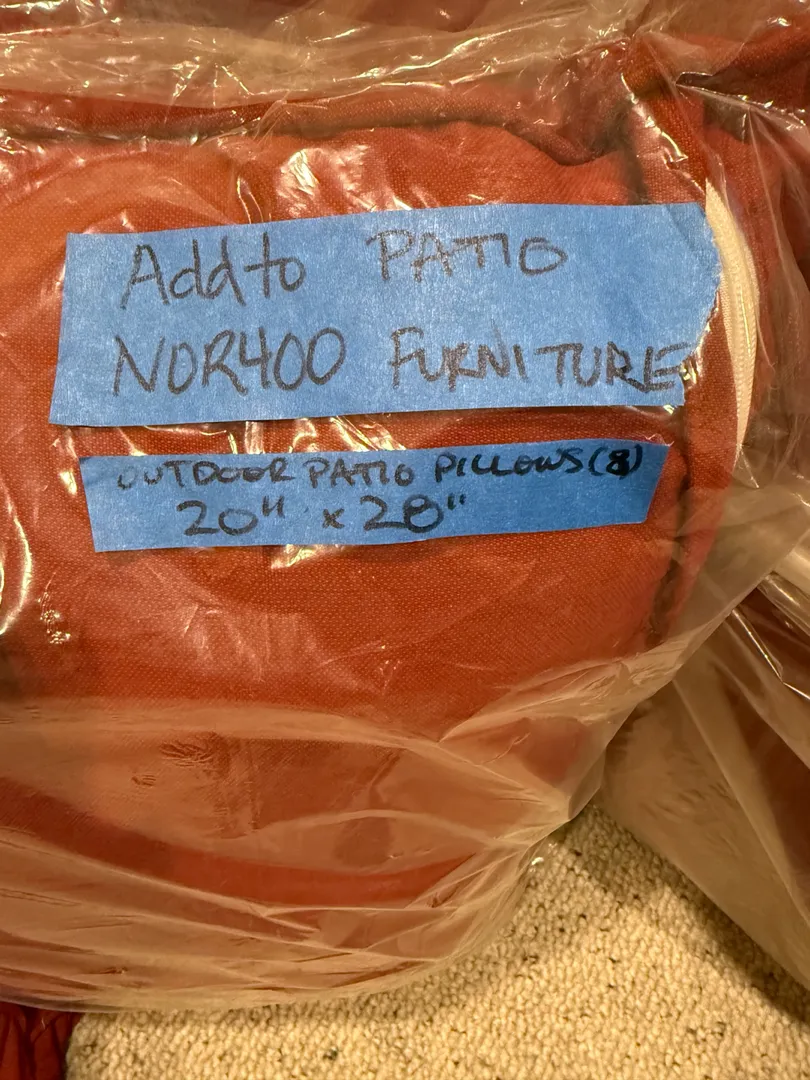 Add to PATIO
NOR400 FURNITURE
OUTDOOR PATIO PILLOWS (8)
20" x 28"